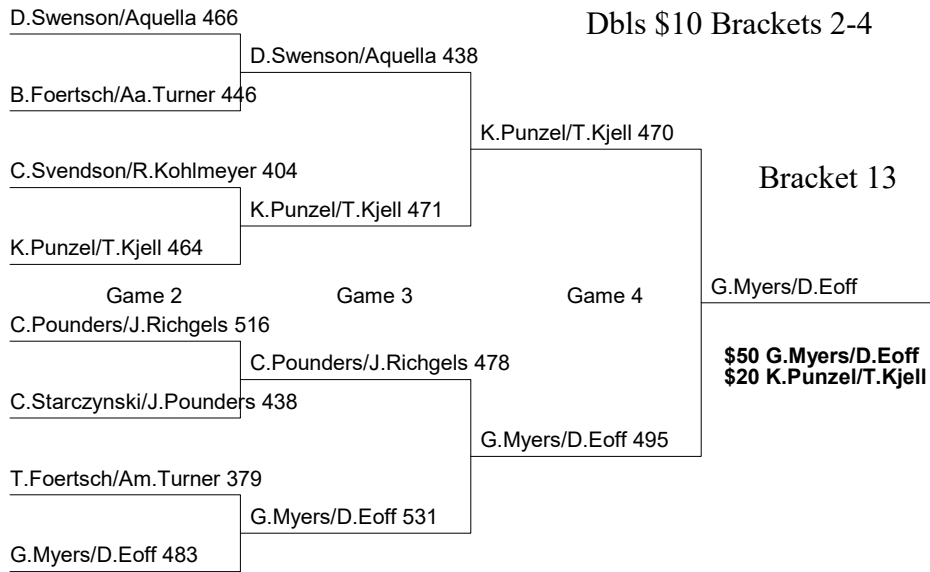 D.Swenson/Aquella 466
Dbls $10 Brackets 2-4
D.Swenson/Aquella 438
B.Foertsch/Aa.Turner 446
K.Punzel/T.Kjell 470
C.Svendson/R.Kohlmeyer 404
Bracket 13
K.Punzel/T.Kjell 471
K.Punzel/T.Kjell 464
Game 2
Game 3
Game 4
G.Myers/D.Eoff
C.Pounders/J.Richgels 516
C.Pounders/J.Richgels 478
$50 G.Myers/D.Eoff
$20 K.Punzel/T.Kjell
C.Starczynski/J.Pounders 438
G.Myers/D.Eoff 495
T.Foertsch/Am.Turner 379
G.Myers/D.Eoff 531
G.Myers/D.Eoff 483